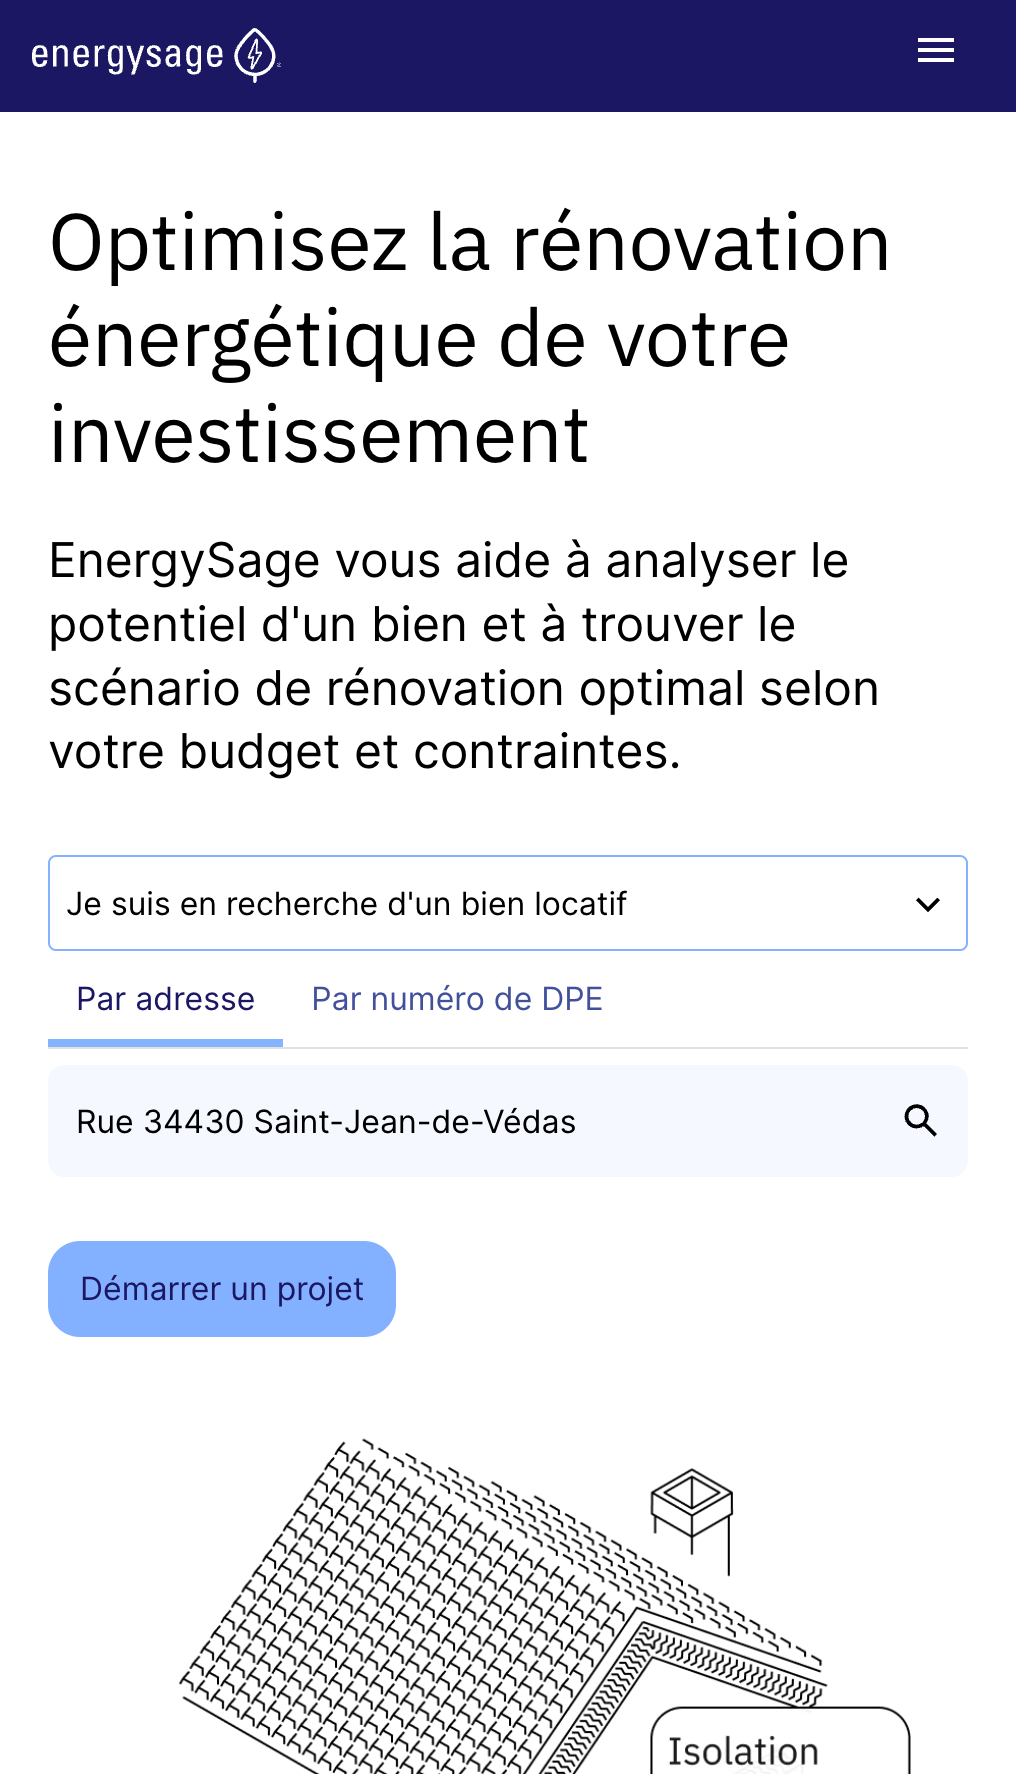 energysage
Optimisez la rénovation
énergétique de votre
investissement
EnergySage vous aide à analyser le
potentiel d'un bien et à trouver le
scénario de rénovation optimal selon
votre budget et contraintes.
Je suis en recherche d'un bien locatif
Par adresse Par numéro de DPE
Rue 34430 Saint-Jean-de-Védas
Démarrer un projet
Isolation